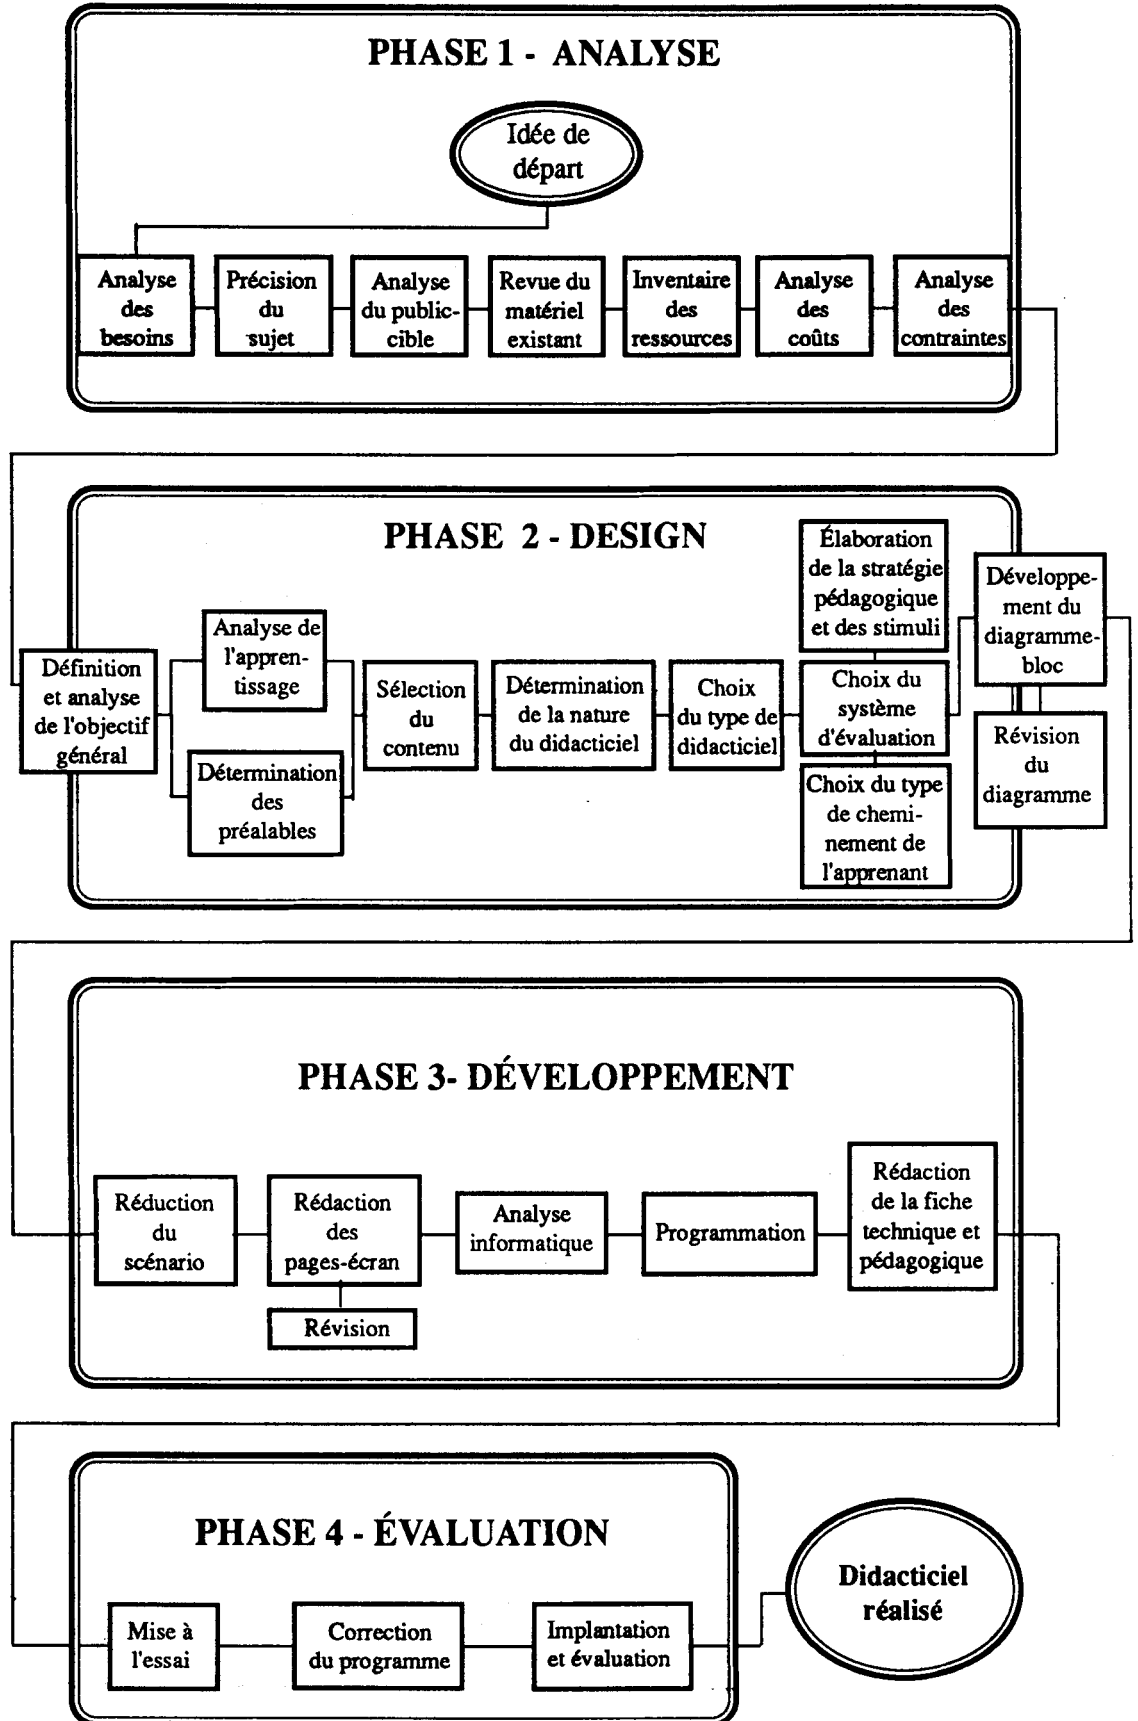 PHASE 1 - ANALYSE
Idée de
départ
Analyse
des
besoins
Précision
du
sujet
Analyse
du public-
cible
Revue du
matériel
existant
Inventaire
des
ressources
Analyse
des
coûts
Analyse
des
contraintes
PHASE 2 - DESIGN
Définition
et analyse
de l'objectif
général
Analyse de
l'appren-
tissage
Détermination
des
préalables
Sélection
du
contenu
Détermination
de la nature
du didacticiel
Choix
du type de
didacticiel
Élaboration
de la stratégie
pédagogique
et des stimuli
Choix du
système
d'évaluation
Choix du type
de chemi-
nement de
l'apprenant
Développe-
ment du
diagramme-
bloc
Révision
du
diagramme
PHASE 3- DÉVELOPPEMENT
Réduction
du
scénario
Rédaction
des
pages-écran
Révision
Analyse
informatique
Programmation
Rédaction
de la fiche
technique et
pédagogique
PHASE 4 - ÉVALUATION
Mise à
l'essai
Correction
du programme
Implantation
et évaluation
Didacticiel
réalisé